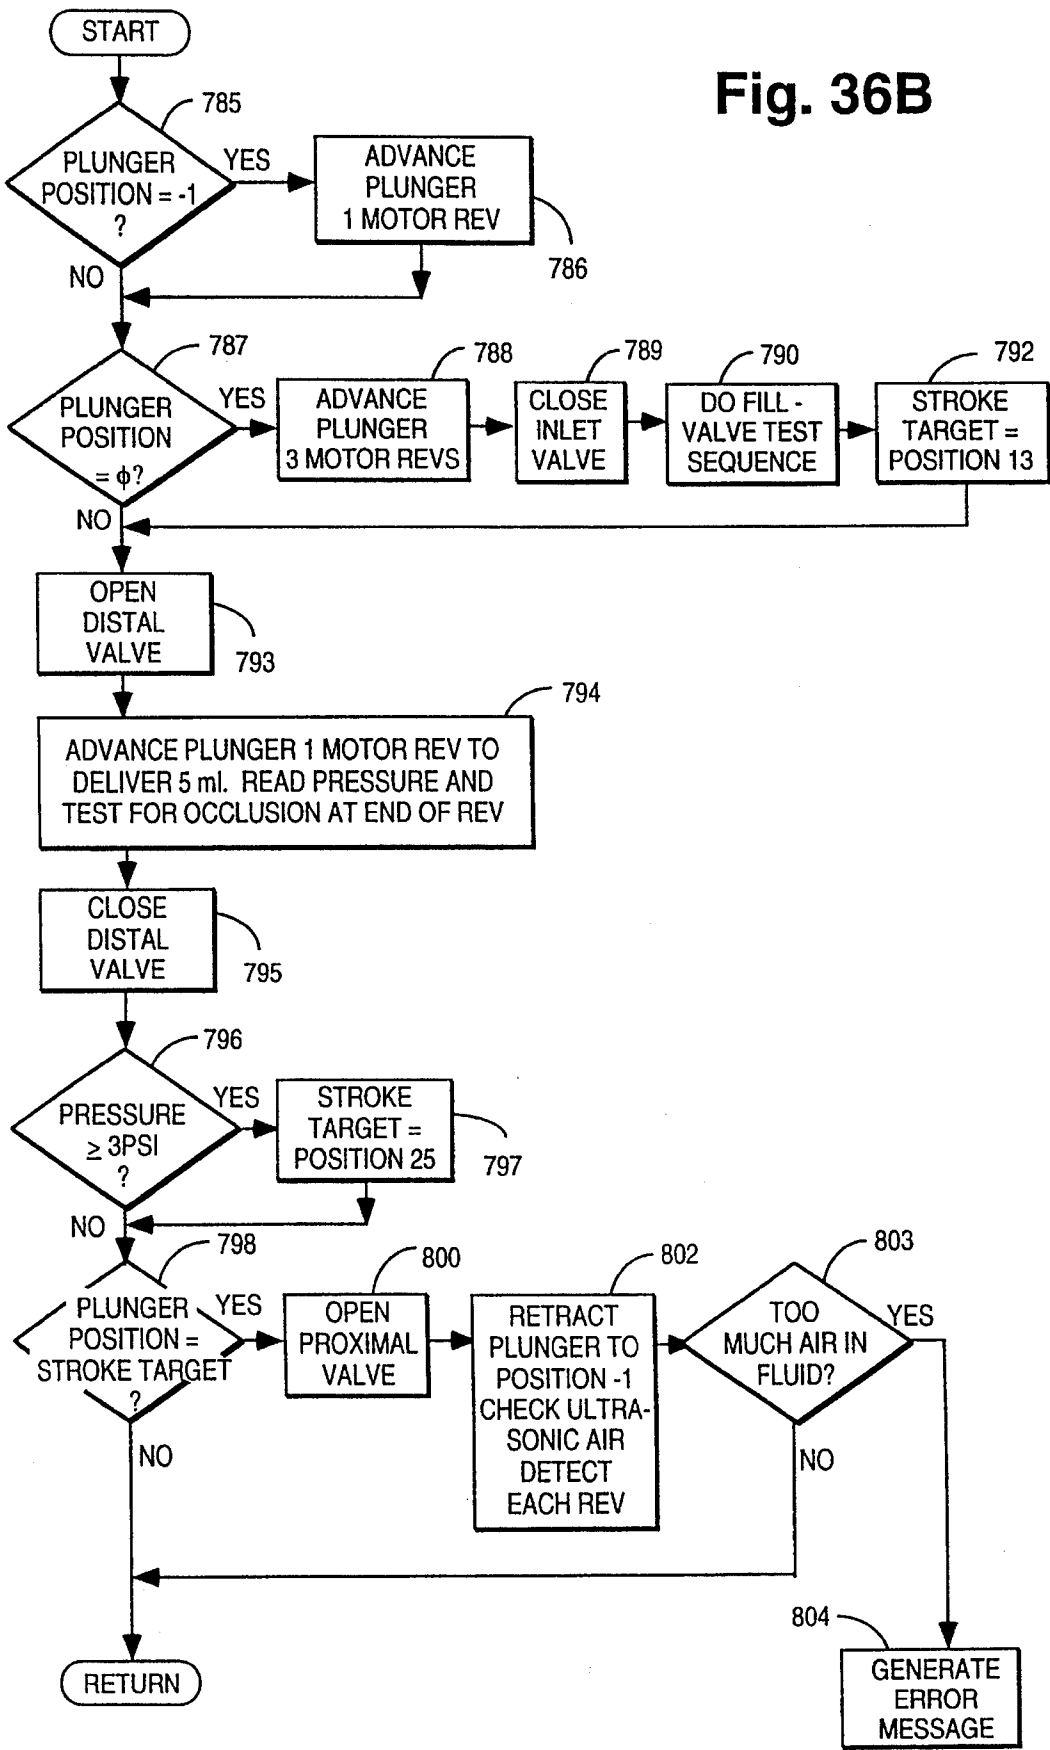 START
Fig. 36B
785
PLUNGER
POSITION = -1
?
YES
ADVANCE
PLUNGER
1 MOTOR REV
786
NO
787
PLUNGER
POSITION
= ϕ?
YES
788
ADVANCE
PLUNGER
3 MOTOR REVS
789
CLOSE
INLET
VALVE
790
DO FILL -
VALVE TEST
SEQUENCE
792
STROKE
TARGET =
POSITION 13
NO
OPEN
DISTAL
VALVE
793
794
ADVANCE PLUNGER 1 MOTOR REV TO
DELIVER 5 ml. READ PRESSURE AND
TEST FOR OCCLUSION AT END OF REV
CLOSE
DISTAL
VALVE
795
796
PRESSURE
≥ 3PSI
?
YES
STROKE
TARGET =
POSITION 25
797
NO
798
PLUNGER
POSITION =
STROKE TARGET
?
YES
800
OPEN
PROXIMAL
VALVE
802
RETRACT
PLUNGER TO
POSITION -1
CHECK ULTRA-
SONIC AIR
DETECT
EACH REV
803
TOO
MUCH AIR IN
FLUID?
YES
NO
NO
804
GENERATE
ERROR
MESSAGE
RETURN